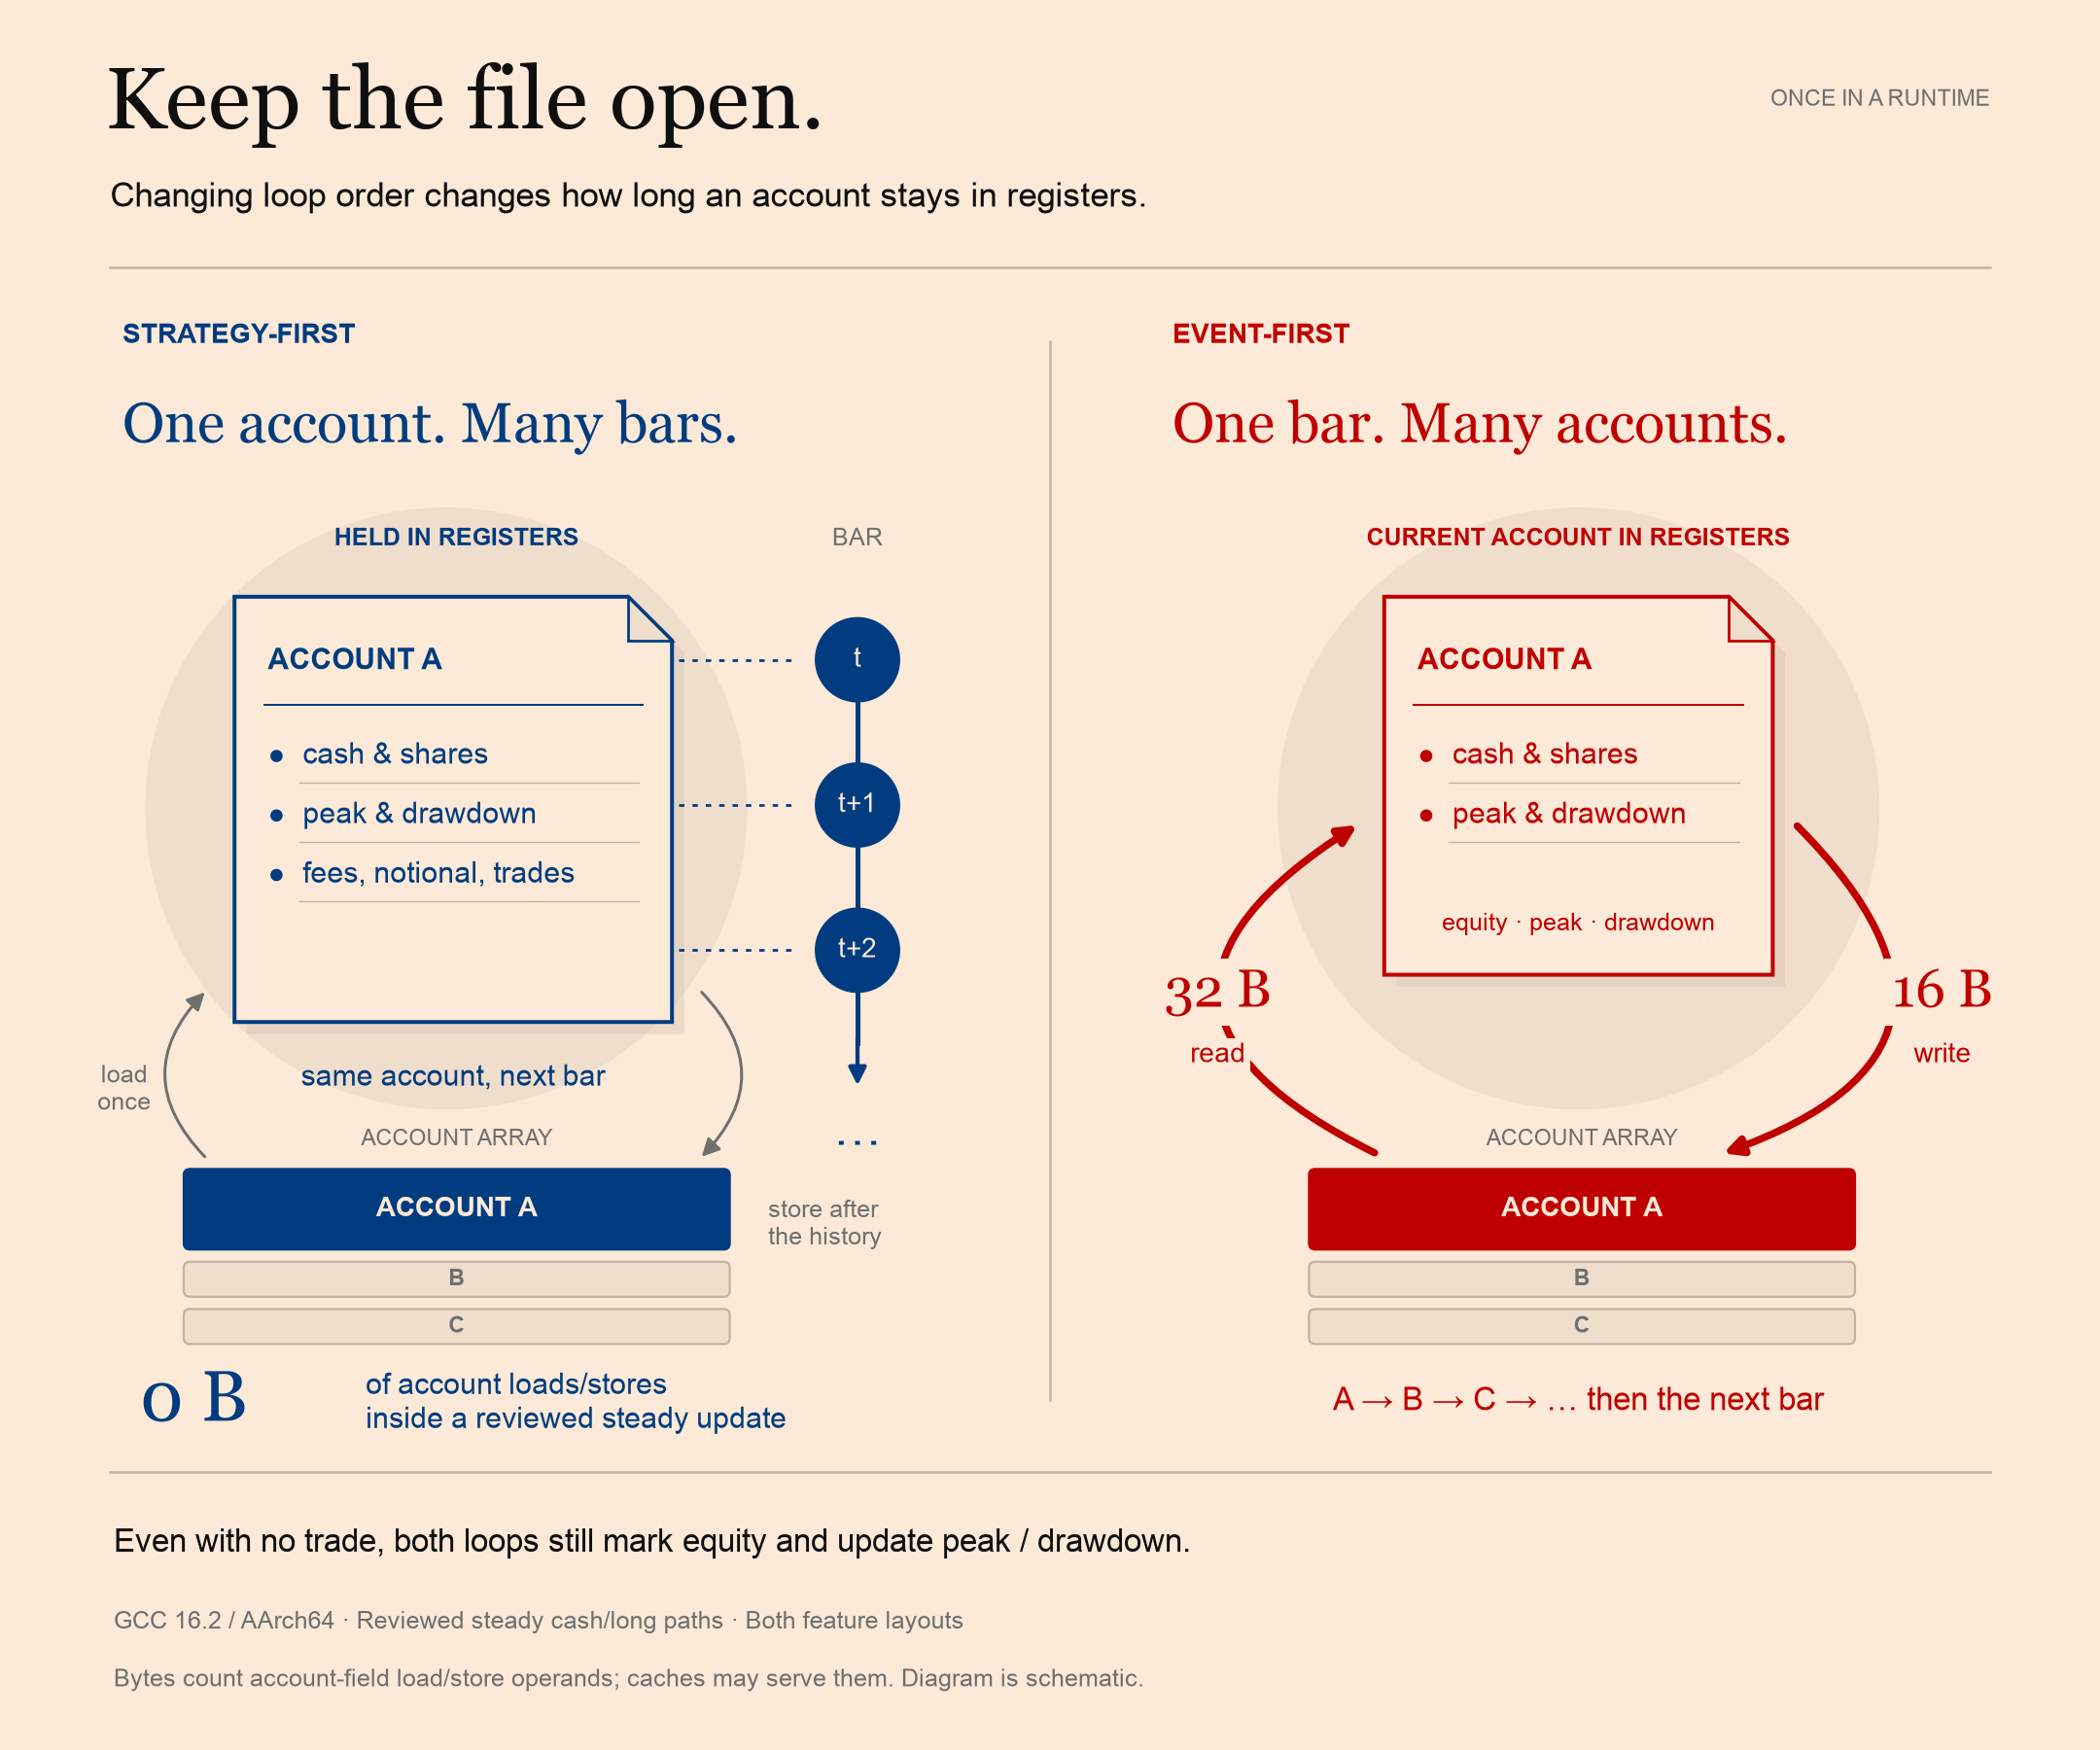 Keep the file open.
ONCE IN A RUNTIME
Changing loop order changes how long an account stays in registers.
STRATEGY-FIRST
One account. Many bars.
HELD IN REGISTERS
BAR
ACCOUNT A
cash & shares
peak & drawdown
fees, notional, trades
t
t+1
t+2
...
load
once
same account, next bar
ACCOUNT ARRAY
ACCOUNT A
B
C
store after
the history
0 B
of account loads/stores
inside a reviewed steady update
EVENT-FIRST
One bar. Many accounts.
CURRENT ACCOUNT IN REGISTERS
ACCOUNT A
cash & shares
peak & drawdown
equity · peak · drawdown
32 B
read
16 B
write
ACCOUNT ARRAY
ACCOUNT A
B
C
A → B → C → … then the next bar
Even with no trade, both loops still mark equity and update peak / drawdown.
GCC 16.2 / AArch64 · Reviewed steady cash/long paths · Both feature layouts
Bytes count account-field load/store operands; caches may serve them. Diagram is schematic.